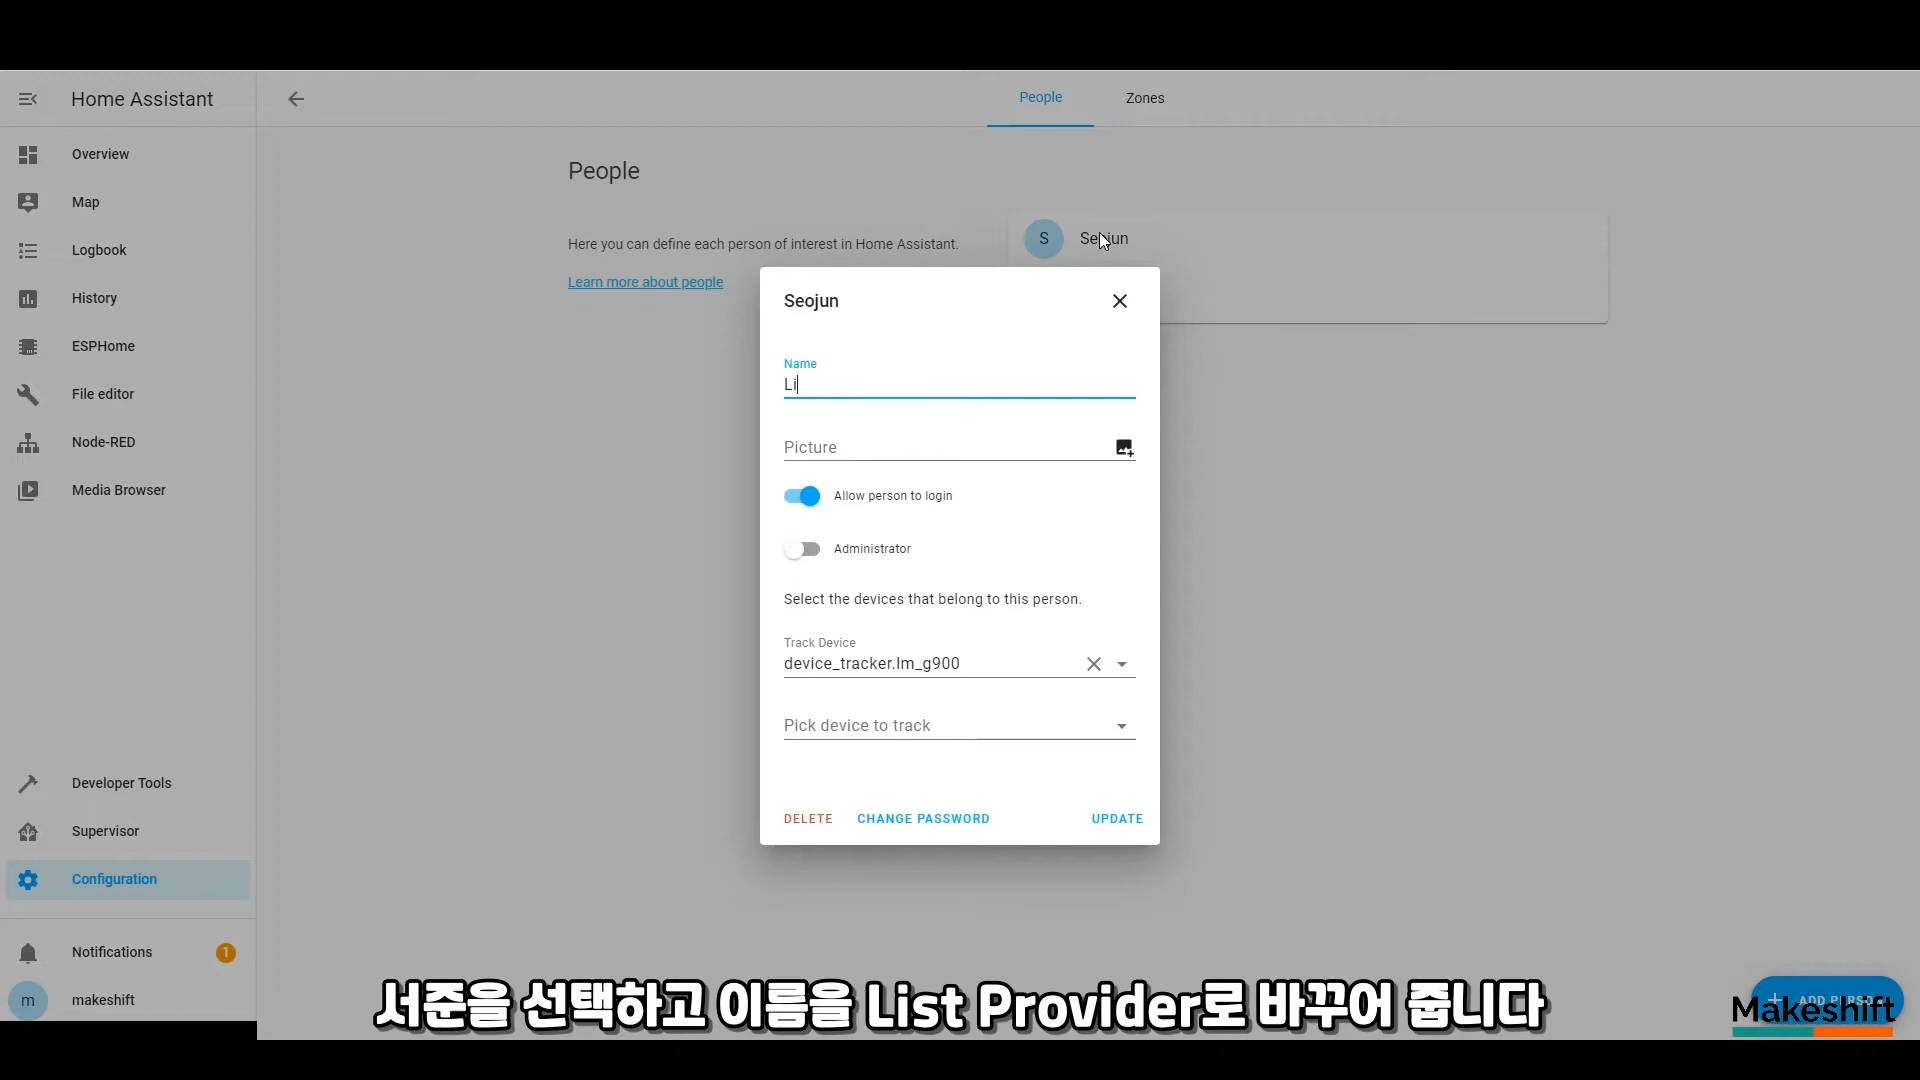 Home Assistant
People
Zones
Overview
Map
Logbook
History
ESPHome
File editor
Node-RED
Media Browser
Developer Tools
Supervisor
Configuration
Notifications
1
m
makeshift
People
Here you can define each person of interest in Home Assistant.
Learn more about people
S
Seojun
Seojun
Name
Li
Picture
Allow person to login
Administrator
Select the devices that belong to this person.
Track Device
device_tracker.lm_g900
Pick device to track
DELETE
CHANGE PASSWORD
UPDATE
서준을 선택하고 이름을 List Provider로 바꾸어 줍니다
ADD
Makeshift